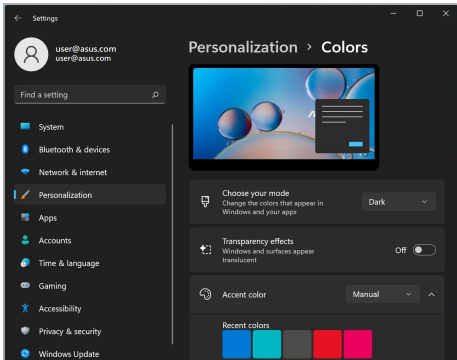 Settings
user@asus.com
user@asus.com
Find a setting
System
Bluetooth & devices
Network & internet
Personalization
Apps
Accounts
Time & language
Gaming
Accessibility
Privacy & security
Windows Update
Personalization > Colors
Choose your mode
Change the colors that appear in
Windows and your apps
Dark
Transparency effects
Windows and surfaces appear
translucent
Off
Accent color
Manual
Recent colors